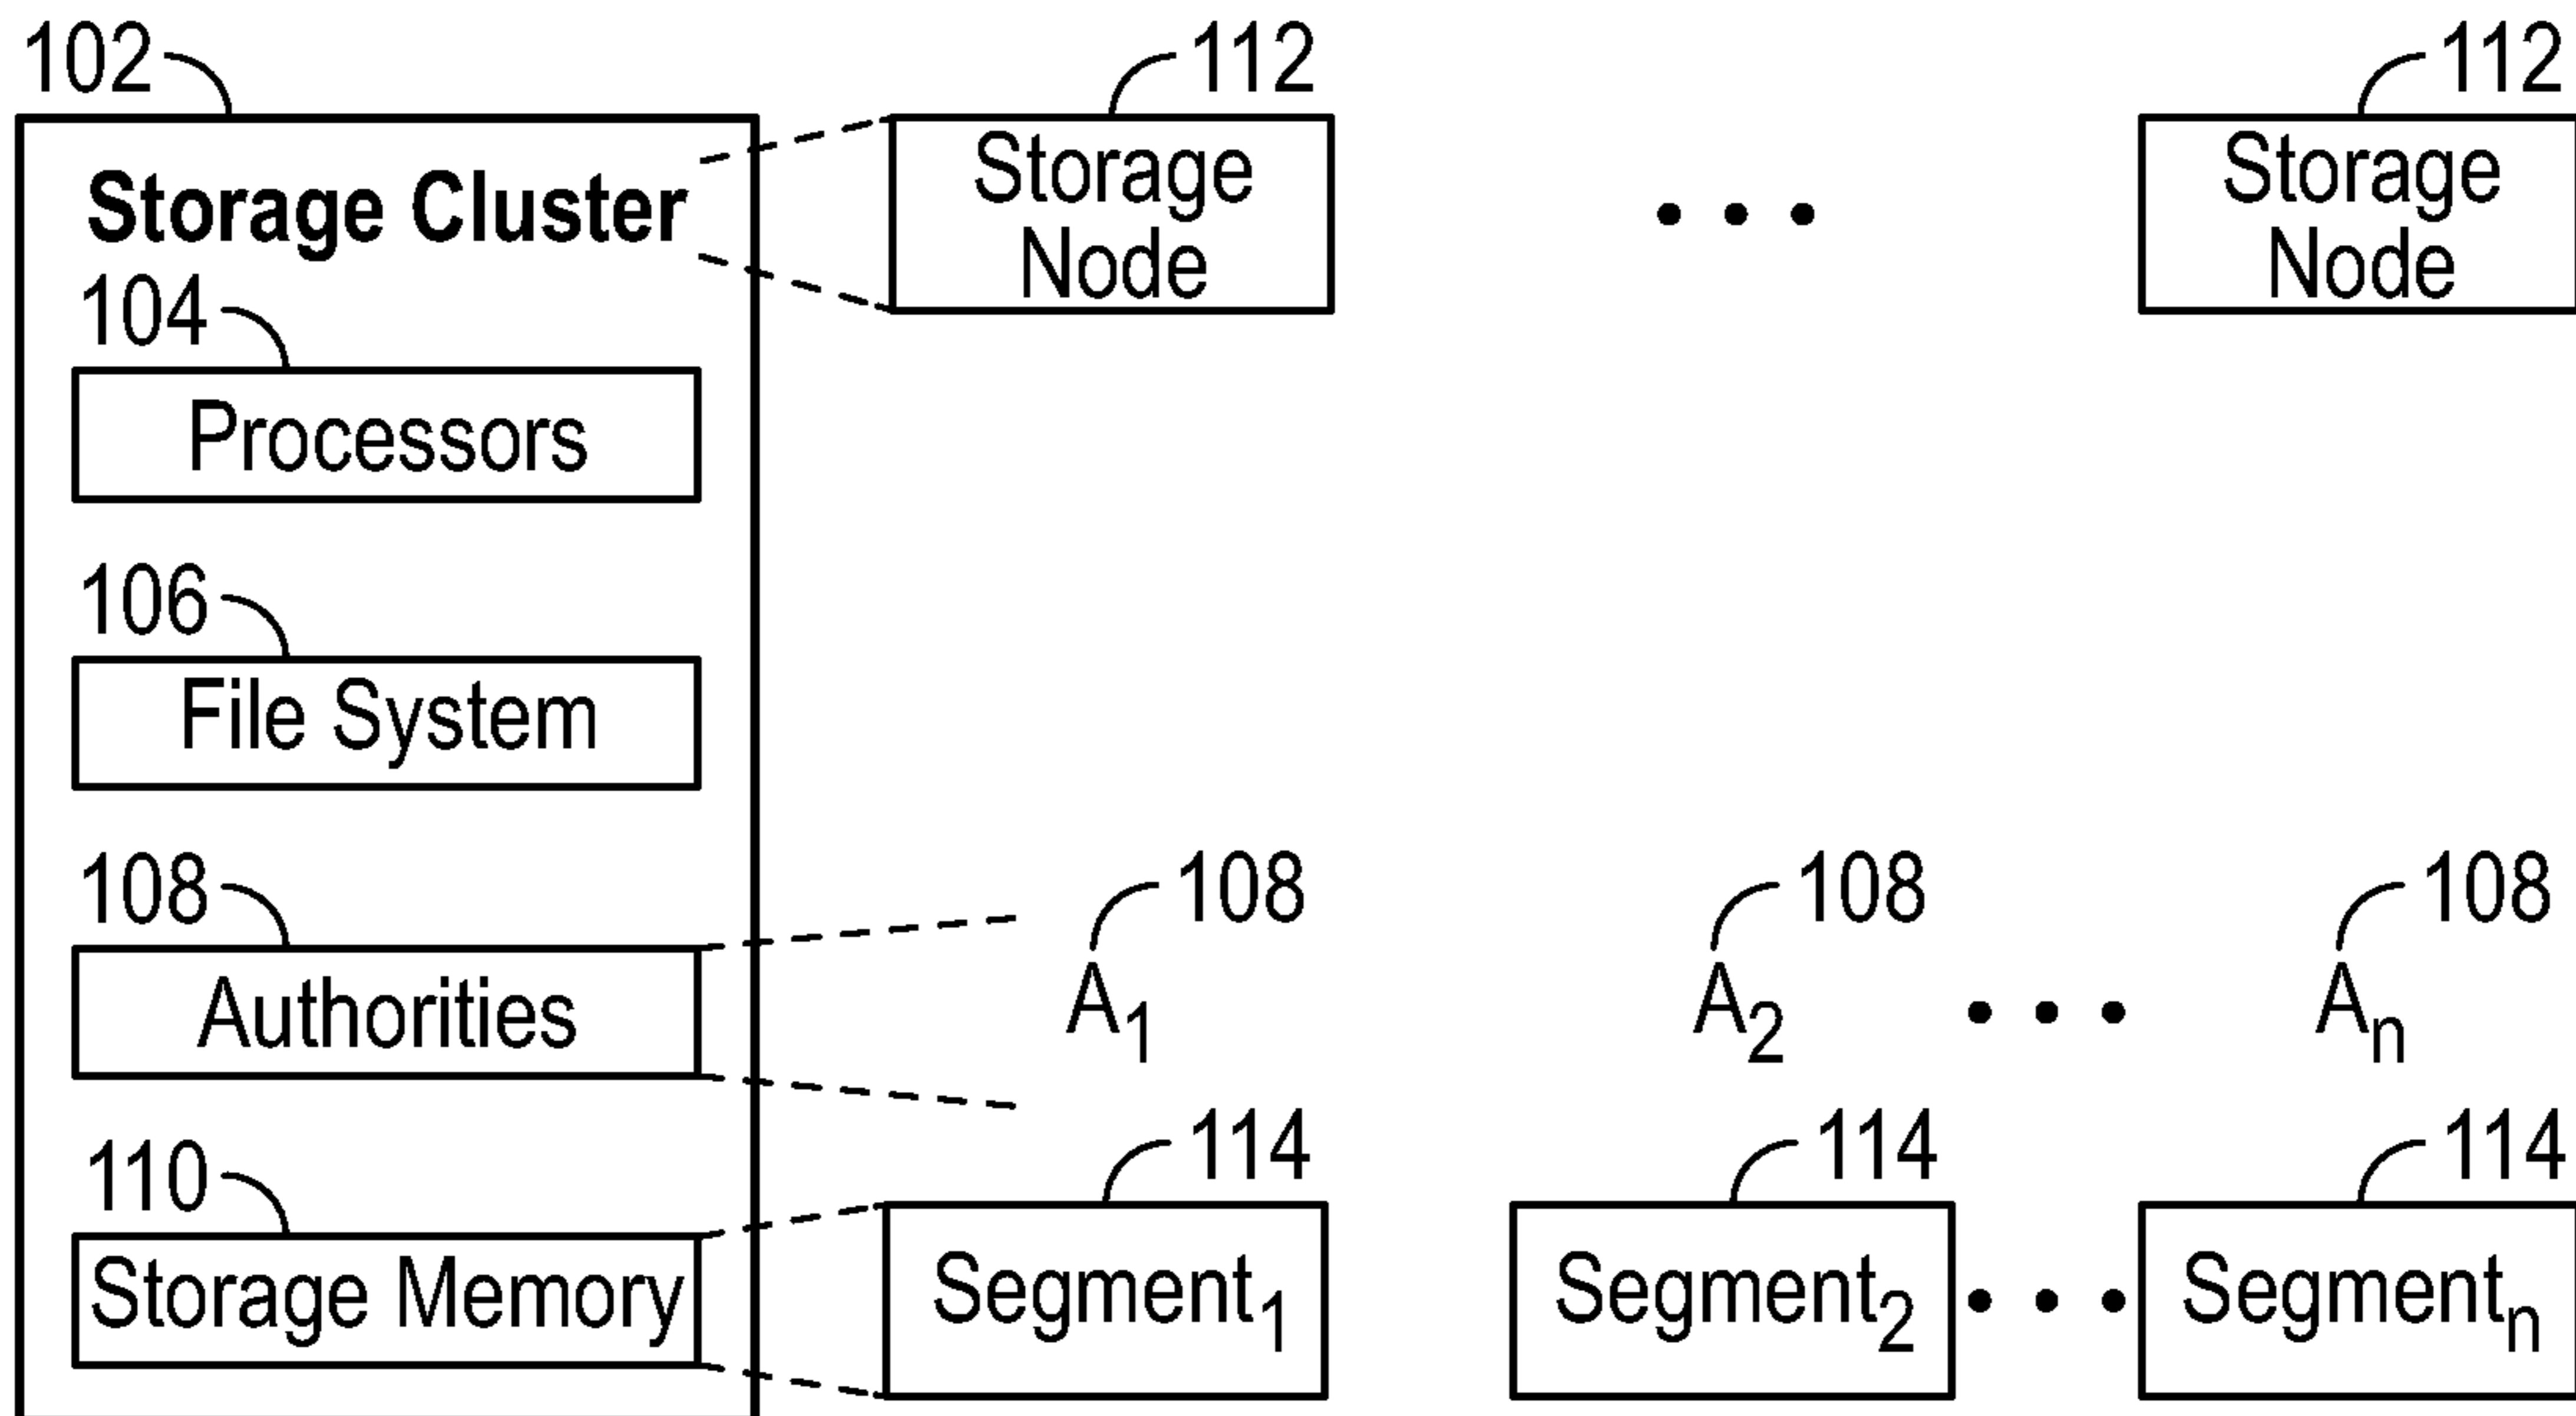 102
112
112
Storage Cluster
Storage
Node
• • •
Storage
Node
104
Processors
106
File System
108
Authorities
108
A₁
108
A₂
• • •
108
Aₙ
110
Storage Memory
114
Segment₁
114
Segment₂
• • •
114
Segmentₙ